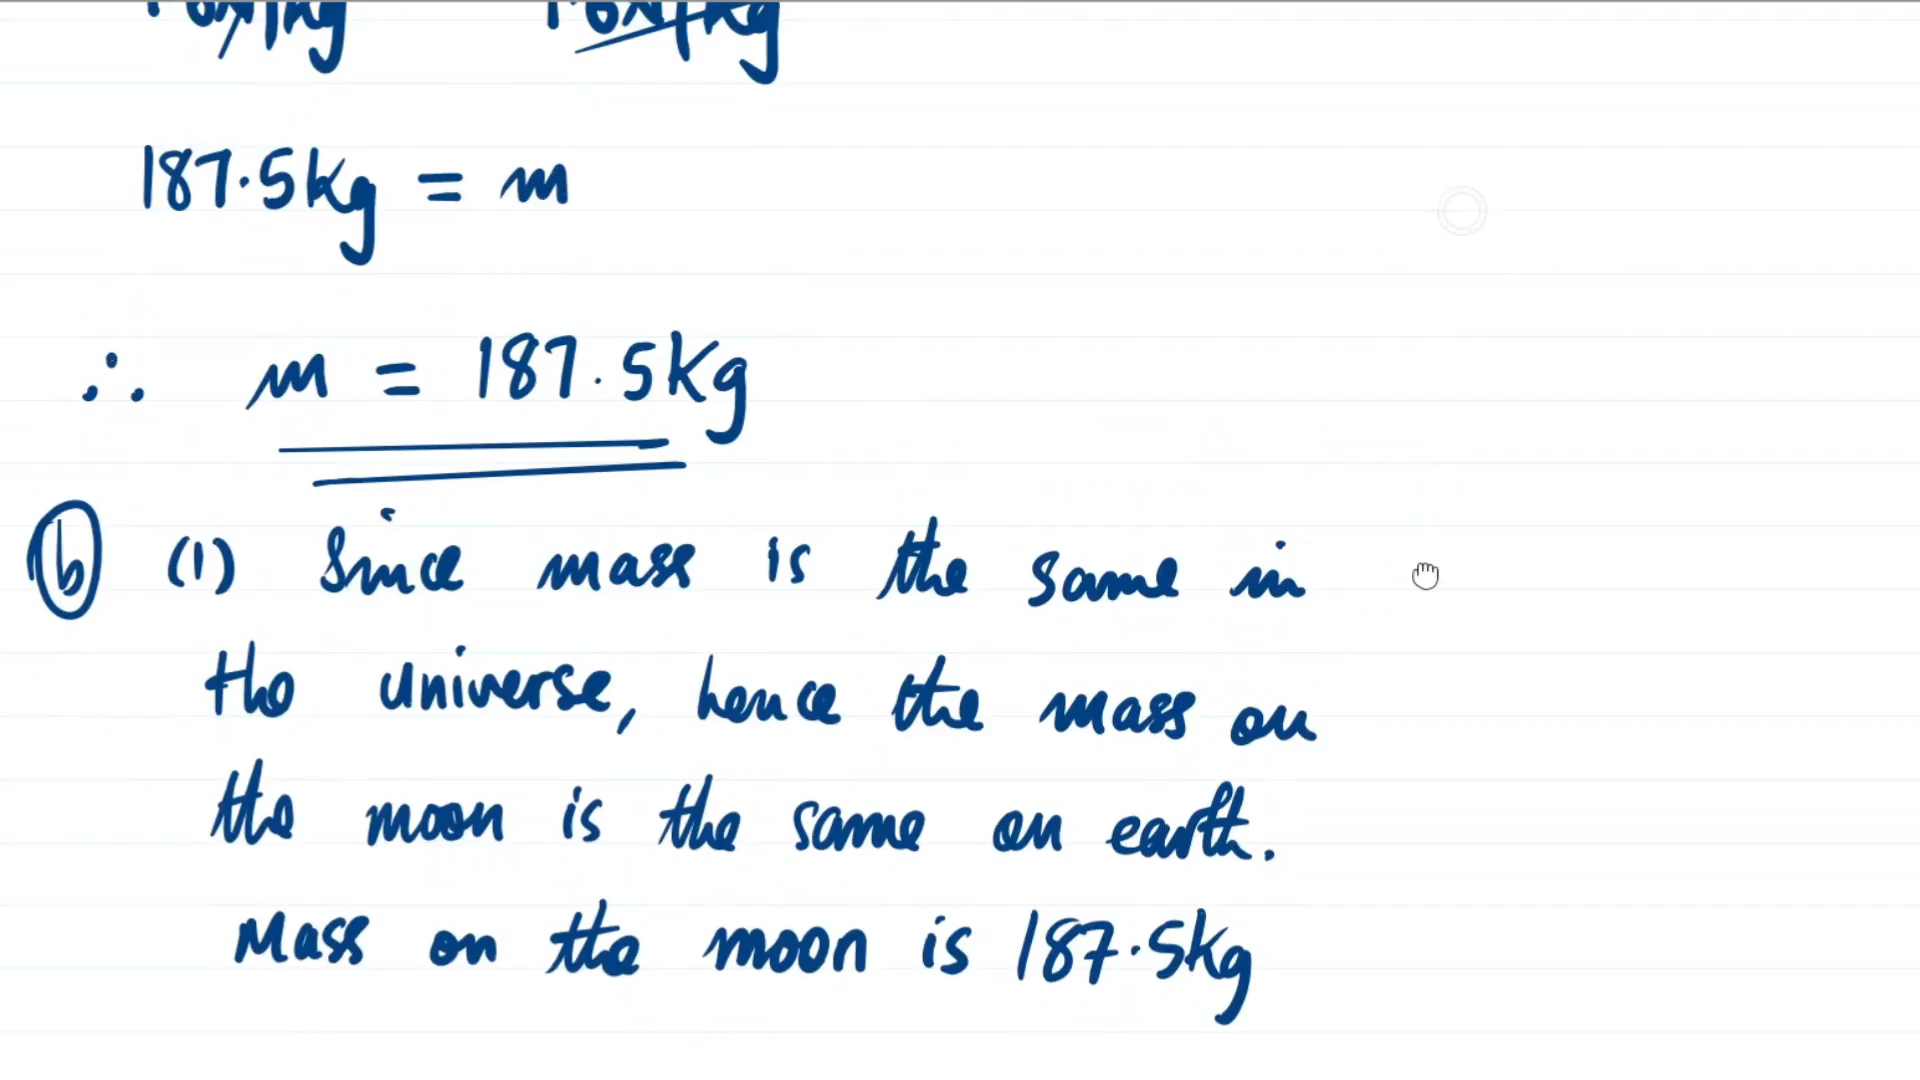 187.5kg = m
∴ m = 187.5kg
b (1) Since mass is the same in
the universe, hence the mass on
the moon is the same on earth.
Mass on the moon is 187.5kg